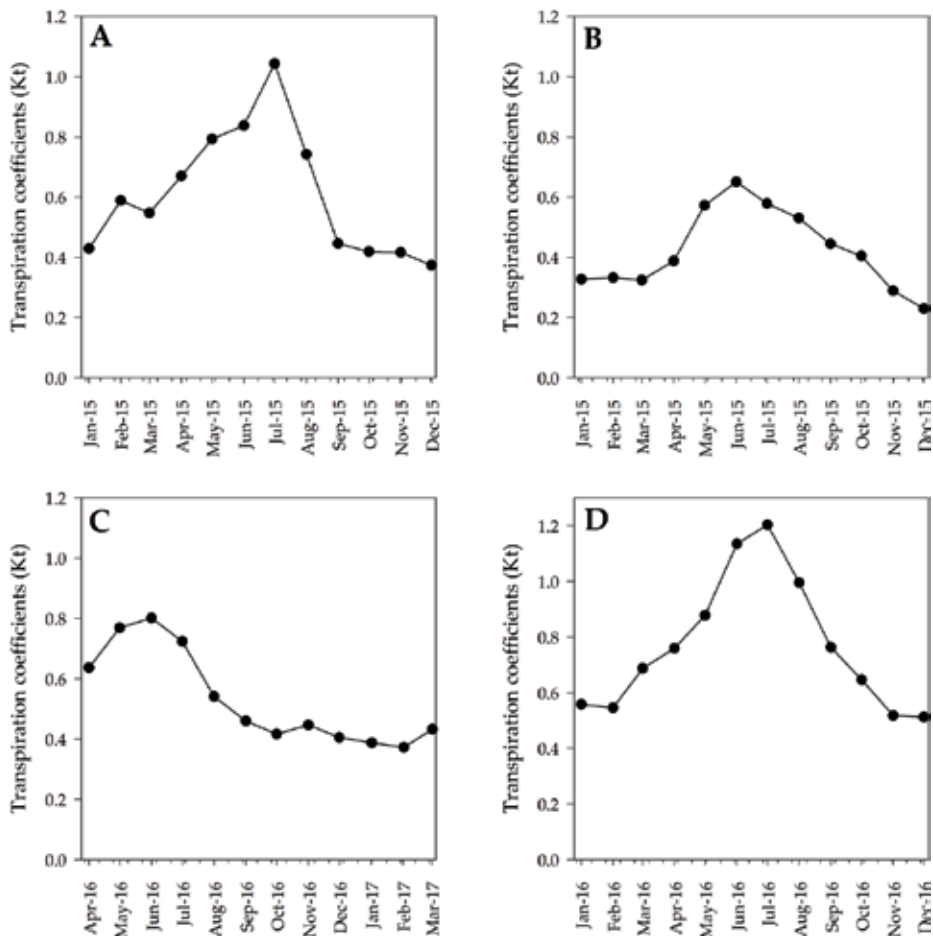 A
Transpiration coefficients (Kt)
1.2
1.0
0.8
0.6
0.4
0.2
0.0
Jan-15
Feb-15
Mar-15
Apr-15
May-15
Jun-15
Jul-15
Aug-15
Sep-15
Oct-15
Nov-15
Dec-15
B
Transpiration coefficients (Kt)
1.2
1.0
0.8
0.6
0.4
0.2
0.0
Jan-15
Feb-15
Mar-15
Apr-15
May-15
Jun-15
Jul-15
Aug-15
Sep-15
Oct-15
Nov-15
Dec-15
C
Transpiration coefficients (Kt)
1.2
1.0
0.8
0.6
0.4
0.2
0.0
Apr-16
May-16
Jun-16
Jul-16
Aug-16
Sep-16
Oct-16
Nov-16
Dec-16
Jan-17
Feb-17
Mar-17
D
Transpiration coefficients (Kt)
1.2
1.0
0.8
0.6
0.4
0.2
0.0
Jan-16
Feb-16
Mar-16
Apr-16
May-16
Jun-16
Jul-16
Aug-16
Sep-16
Oct-16
Nov-16
Dec-16